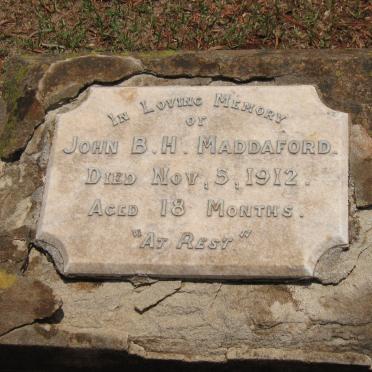 In Loving Memory
of
John B. H. Maddaford.
Died Nov, 5, 1912.
Aged 18 Months.
"At Rest"